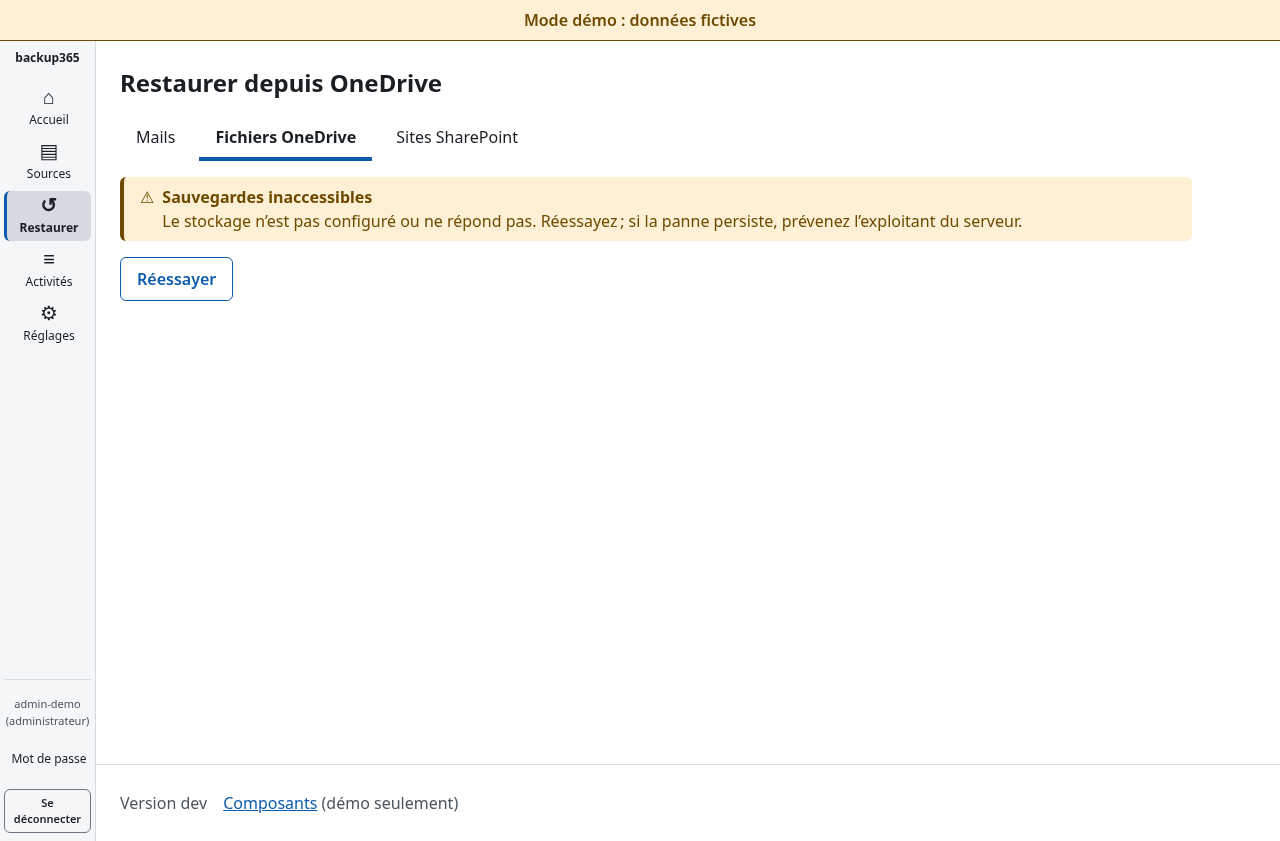 Mode démo : données fictives
backup365
Accueil
Sources
Restaurer
Activités
Réglages
admin-demo
(administrateur)
Mot de passe
Se
déconnecter
Restaurer depuis OneDrive
Mails
Fichiers OneDrive
Sites SharePoint
⚠ Sauvegardes inaccessibles
Le stockage n’est pas configuré ou ne répond pas. Réessayez ; si la panne persiste, prévenez l’exploitant du serveur.
Réessayer
Version dev Composants (démo seulement)